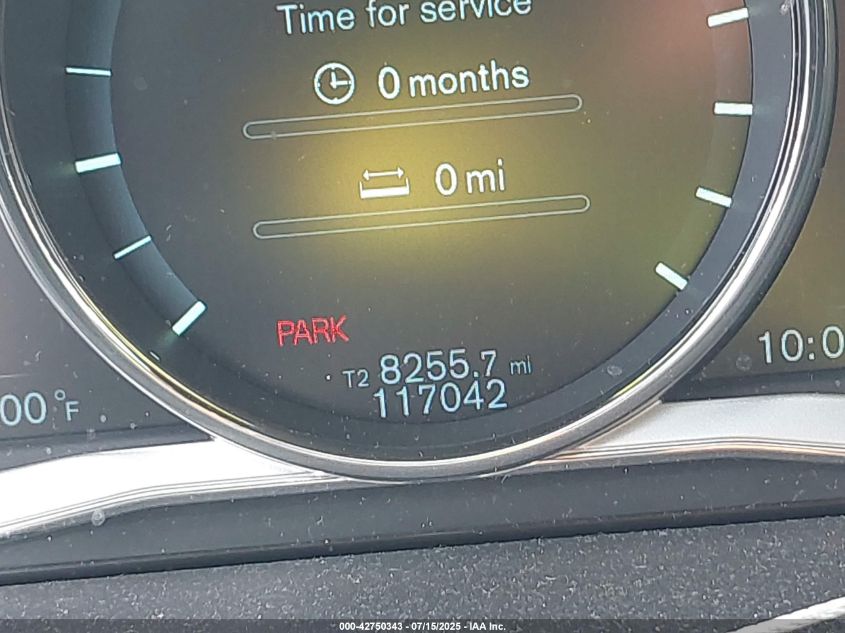 Time for service
0 months
0 mi
PARK
T2 8255.7 mi
117042
00°F
10:0
000-42750343 - 07/15/2025 - IAA Inc.